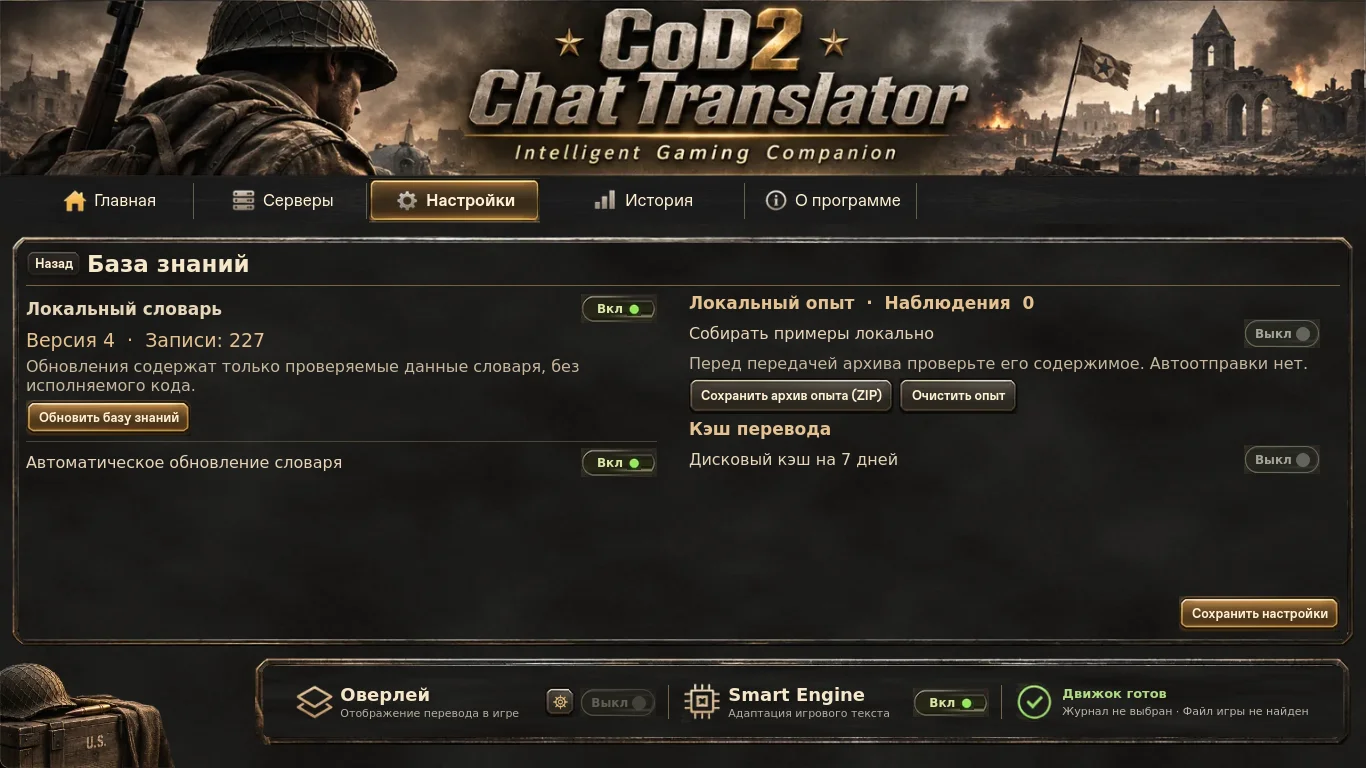 CoD2
Chat Translator
Intelligent Gaming Companion
Главная
Серверы
Настройки
История
О программе
Назад
База знаний
Локальный словарь
Вкл
Версия 4 · Записи: 227
Обновления содержат только проверяемые данные словаря, без
исполняемого кода.
Обновить базу знаний
Автоматическое обновление словаря
Вкл
Локальный опыт · Наблюдения 0
Собирать примеры локально
Выкл
Перед передачей архива проверьте его содержимое. Автоотправки нет.
Сохранить архив опыта (ZIP)
Очистить опыт
Кэш перевода
Дисковый кэш на 7 дней
Выкл
Сохранить настройки
U.S.
Оверлей
Отображение перевода в игре
Выкл
Smart Engine
Адаптация игрового текста
Вкл
Движок готов
Журнал не выбран · Файл игры не найден